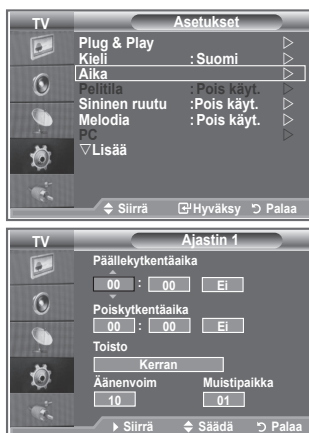 TV Asetukset
Plug & Play
Kieli : Suomi
Aika
Pelitila : Pois käyt.
Sininen ruutu :Pois käyt.
Melodia : Pois käyt.
PC
▽Lisää
Siirrä Hyväksy Palaa
TV Ajastin 1
Päällekytkentäaika
00 : 00 Ei
Poiskytkentäaika
00 : 00 Ei
Toisto
Kerran
Äänenvoim Muistipaikka
10 01
Siirrä Säädä Palaa